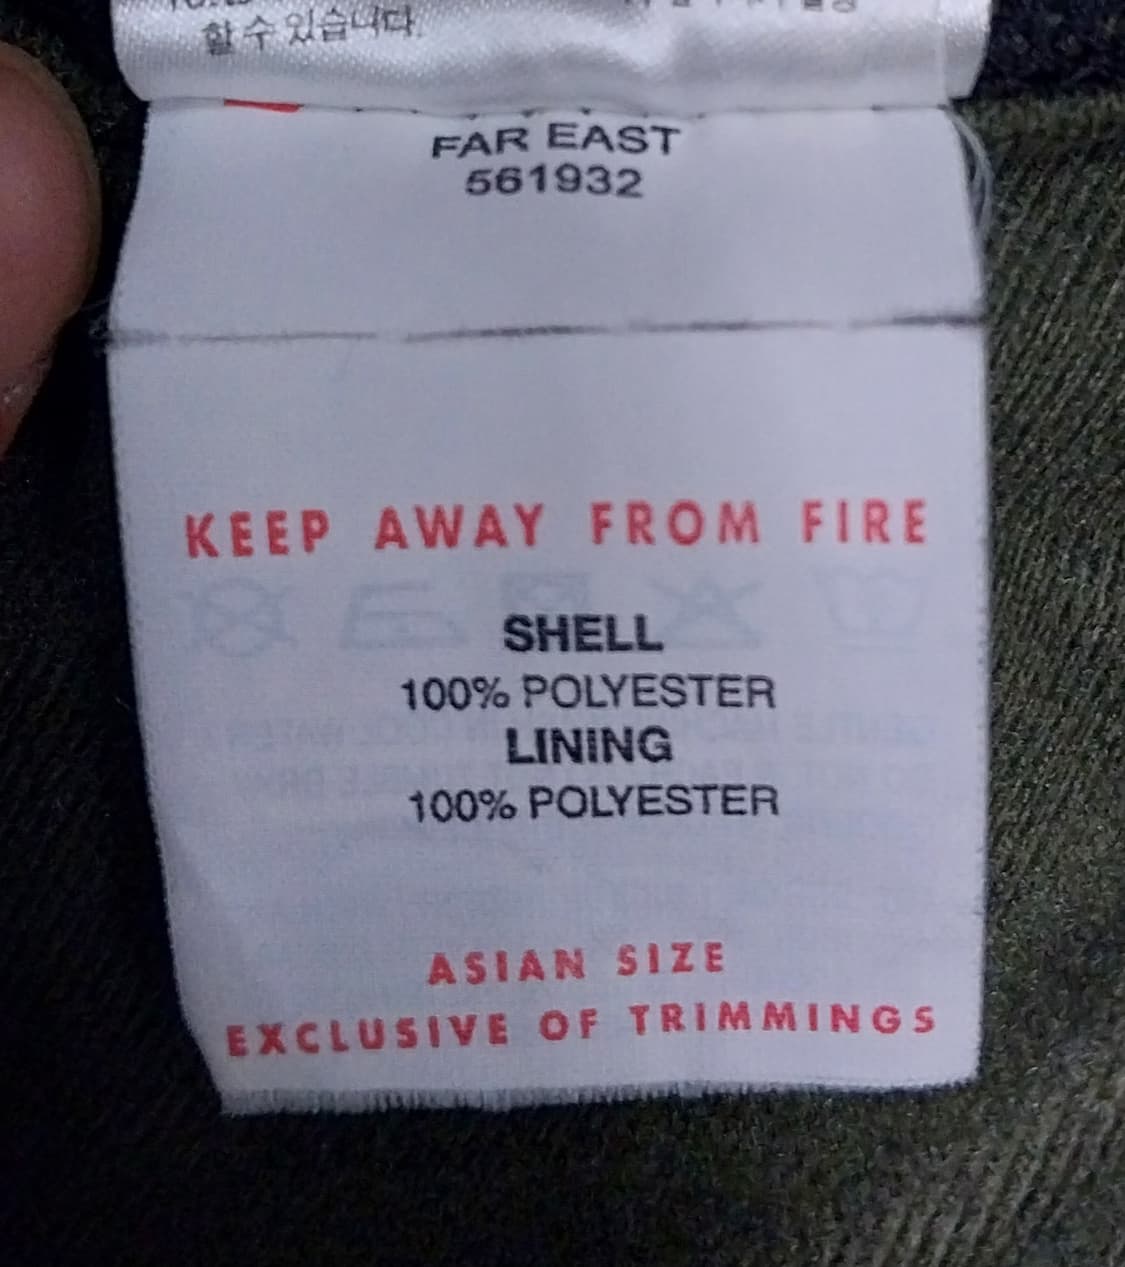 할 수 있습니다.
FAR EAST
561932
KEEP AWAY FROM FIRE
SHELL
100% POLYESTER
LINING
100% POLYESTER
ASIAN SIZE
EXCLUSIVE OF TRIMMINGS